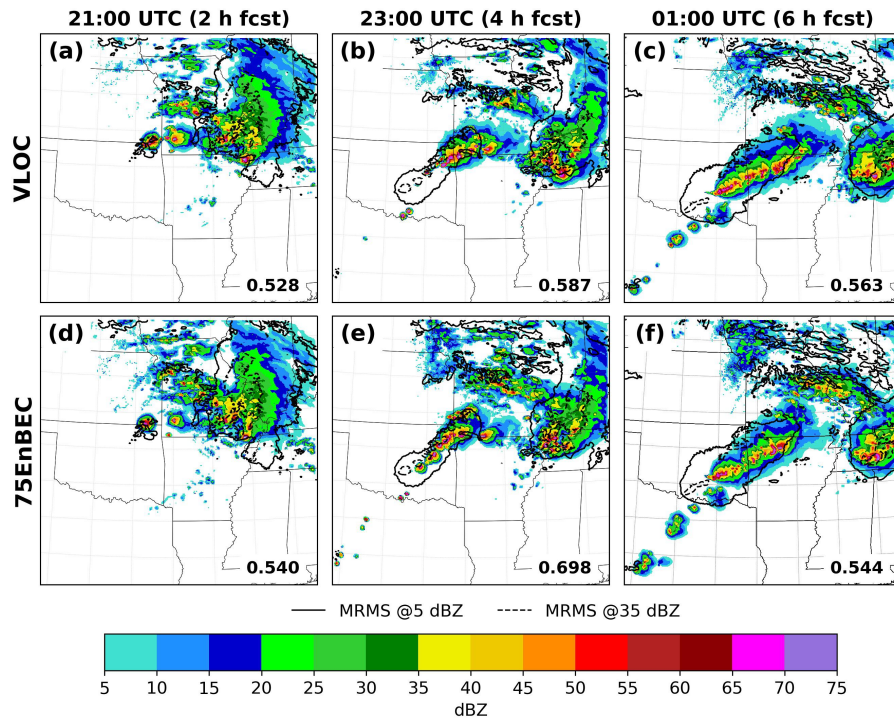 21:00 UTC (2 h fcst) 23:00 UTC (4 h fcst) 01:00 UTC (6 h fcst)
(a) (b) (c)
VLOC
0.528 0.587 0.563
(d) (e) (f)
75EnBEC
0.540 0.698 0.544
MRMS @5 dBZ MRMS @35 dBZ
5 10 15 20 25 30 35 40 45 50 55 60 65 70 75
dBZ